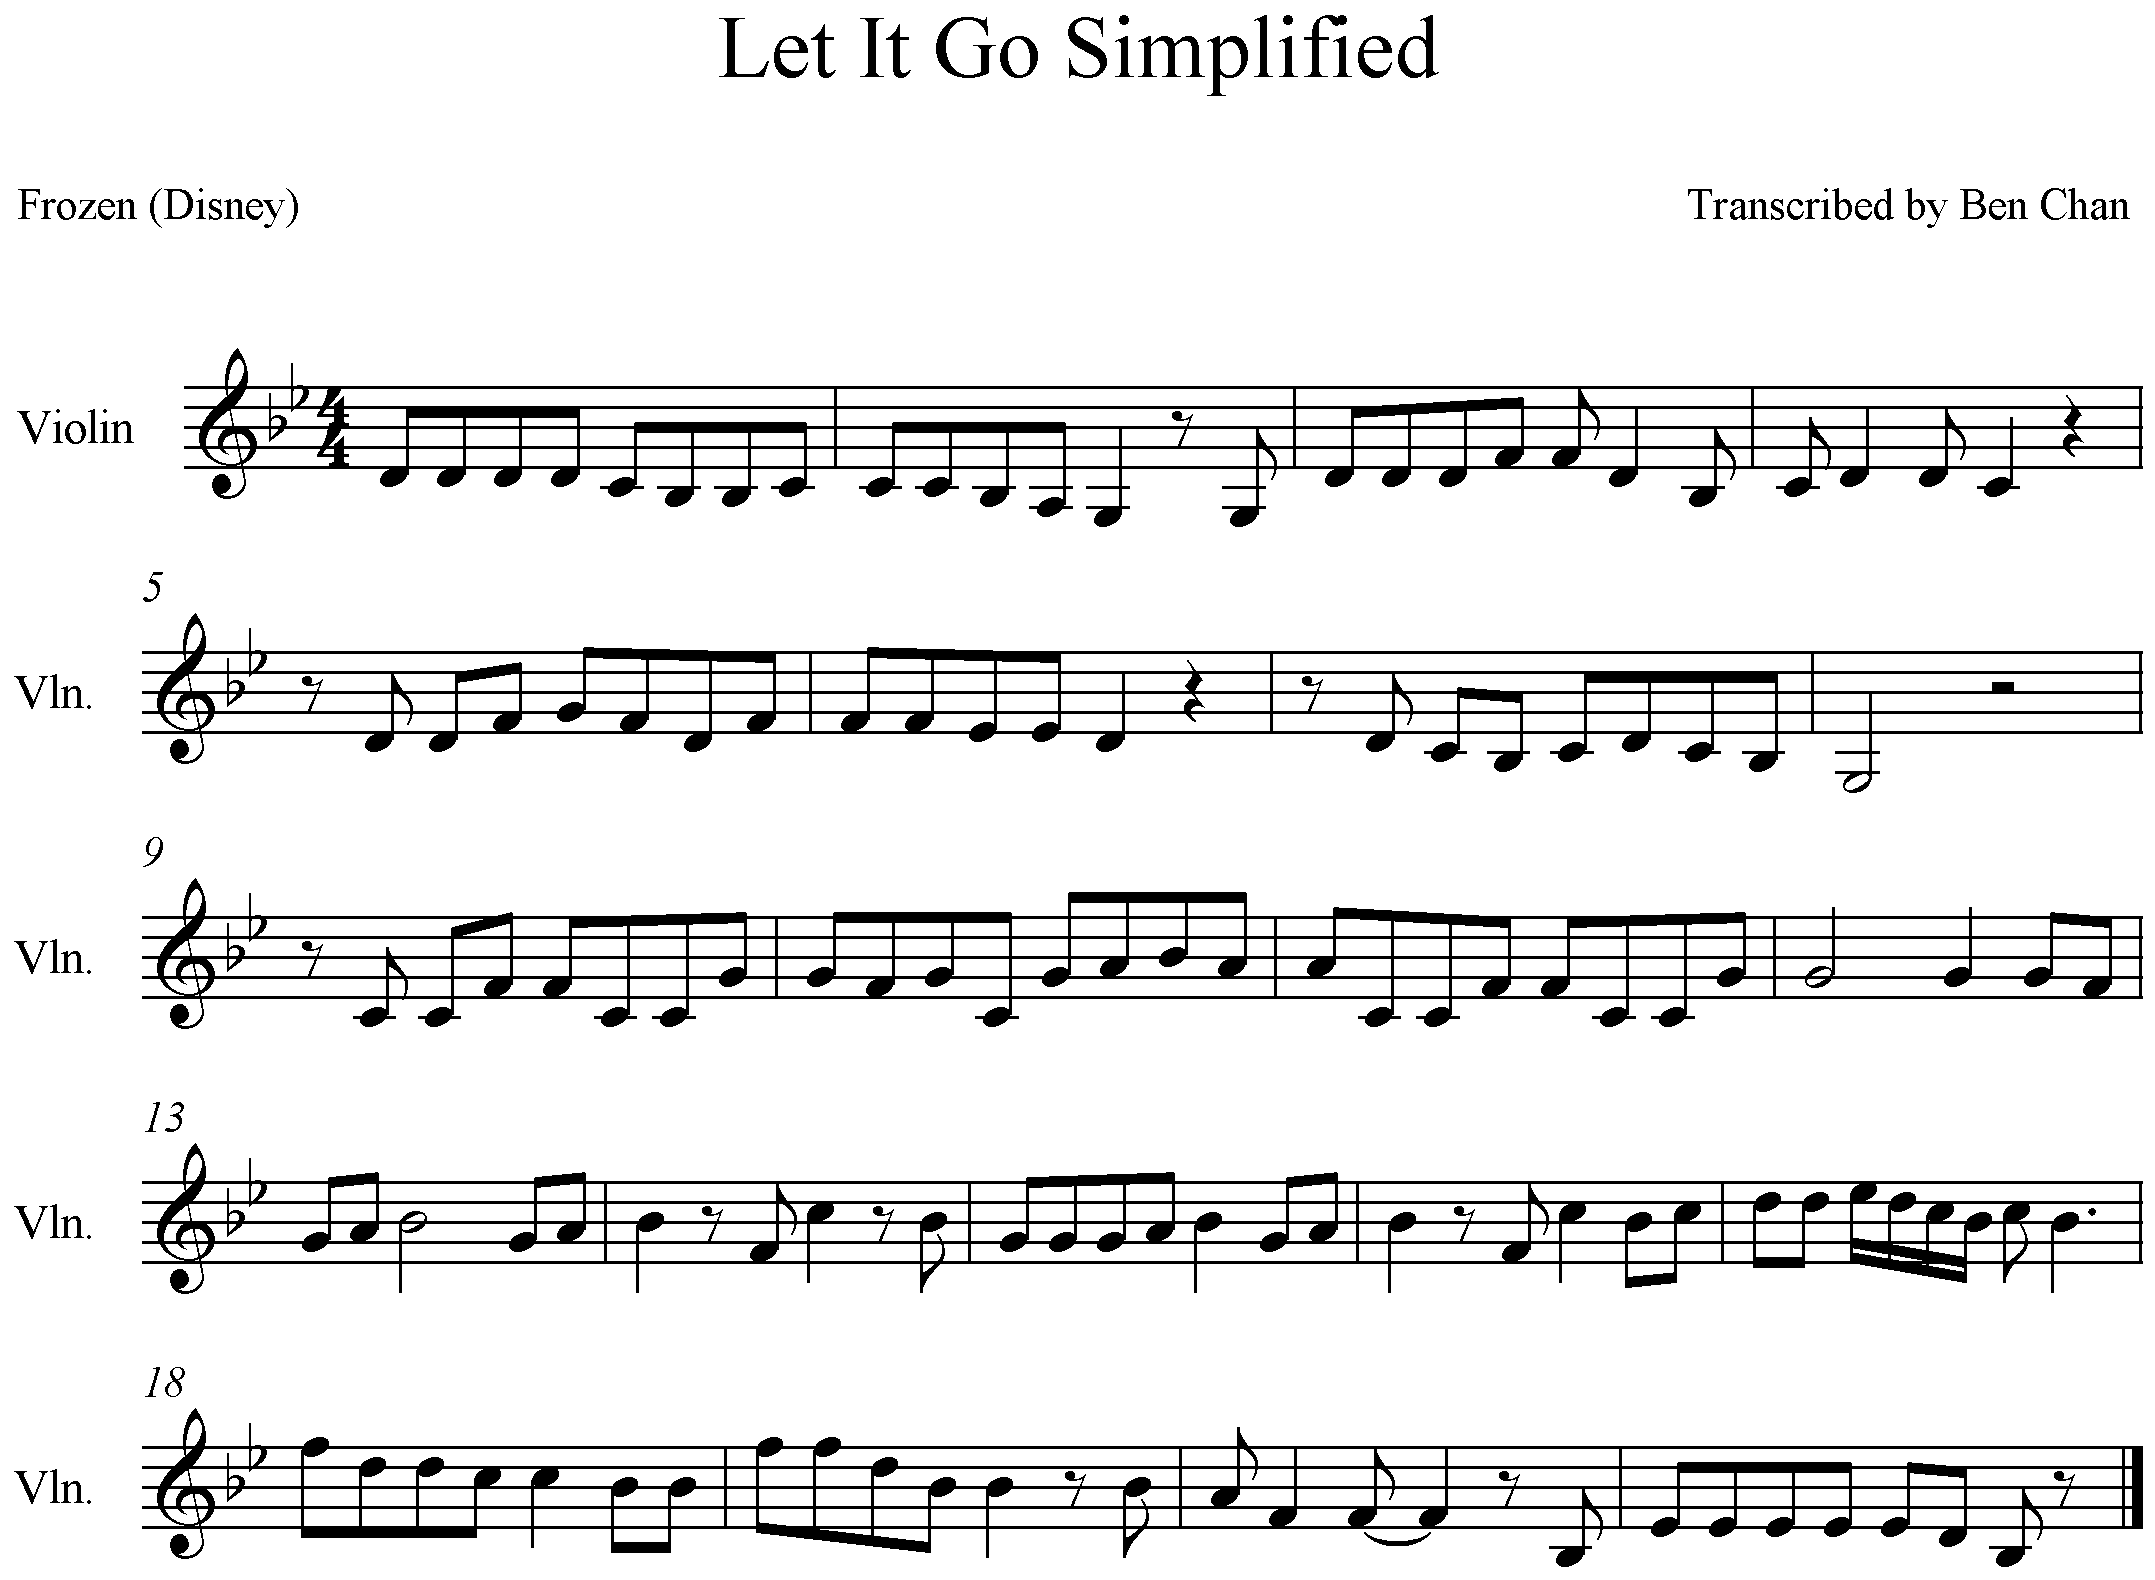 Let It Go Simplified
Frozen (Disney) Transcribed by Ben Chan
Violin
4
4
5
Vln.
9
Vln.
13
Vln.
18
Vln.